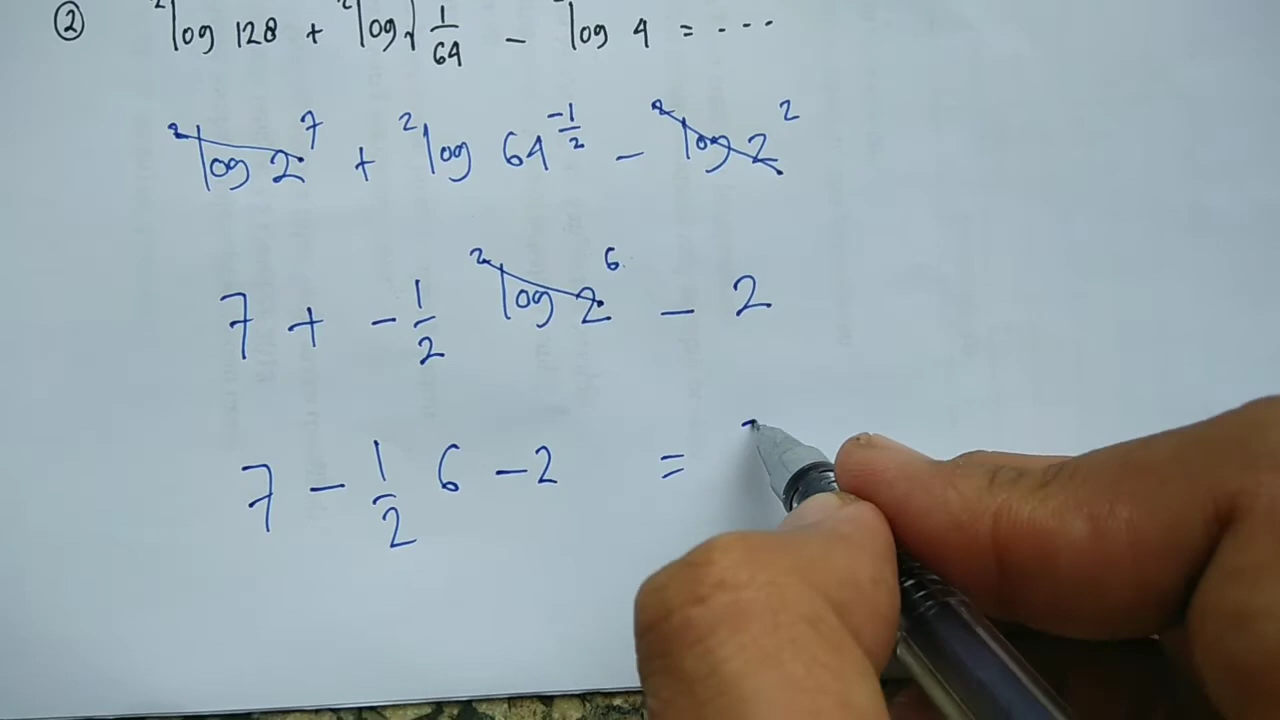 ② ²log 128 + ²log √(1/64) - ²log 4 = ...
²log 2⁷ + ²log 64^(-1/2) - ²log 2²
7 + -1/2 ²log 2⁶ - 2
7 - 1/2 6 - 2 =